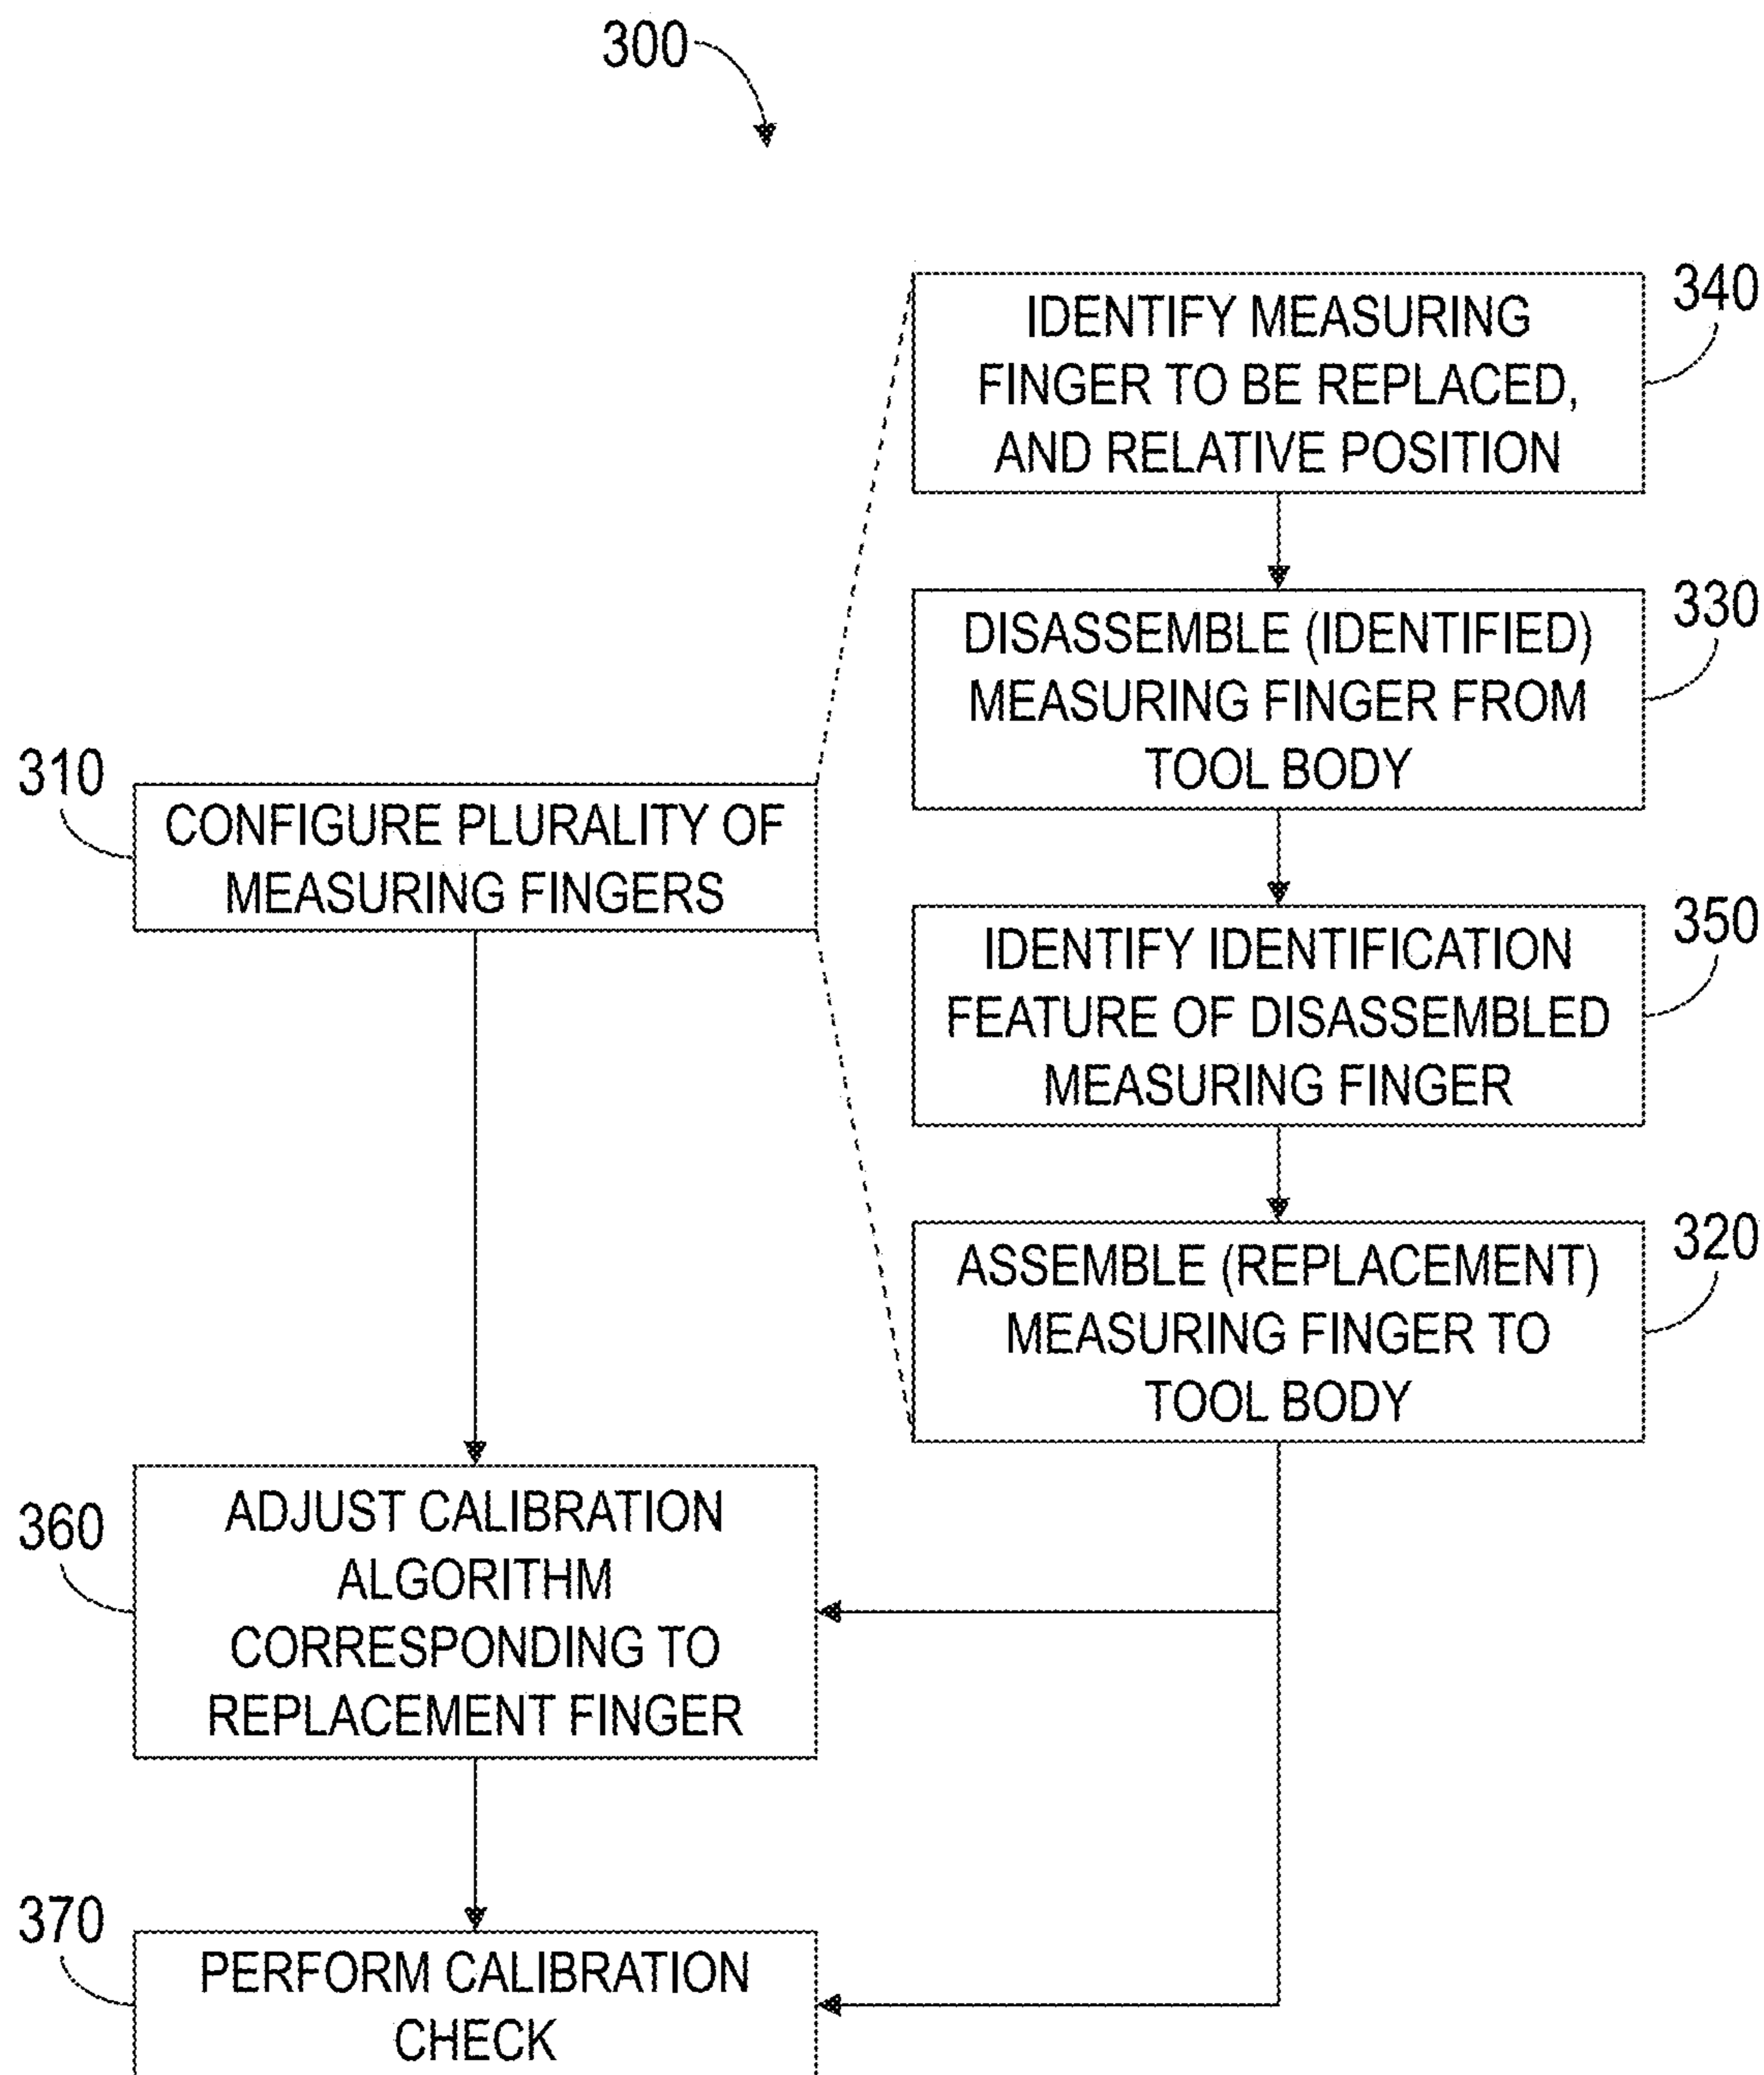 300
340
IDENTIFY MEASURING
FINGER TO BE REPLACED,
AND RELATIVE POSITION
330
DISASSEMBLE (IDENTIFIED)
MEASURING FINGER FROM
TOOL BODY
310
CONFIGURE PLURALITY OF
MEASURING FINGERS
350
IDENTIFY IDENTIFICATION
FEATURE OF DISASSEMBLED
MEASURING FINGER
320
ASSEMBLE (REPLACEMENT)
MEASURING FINGER TO
TOOL BODY
360
ADJUST CALIBRATION
ALGORITHM
CORRESPONDING TO
REPLACEMENT FINGER
370
PERFORM CALIBRATION
CHECK